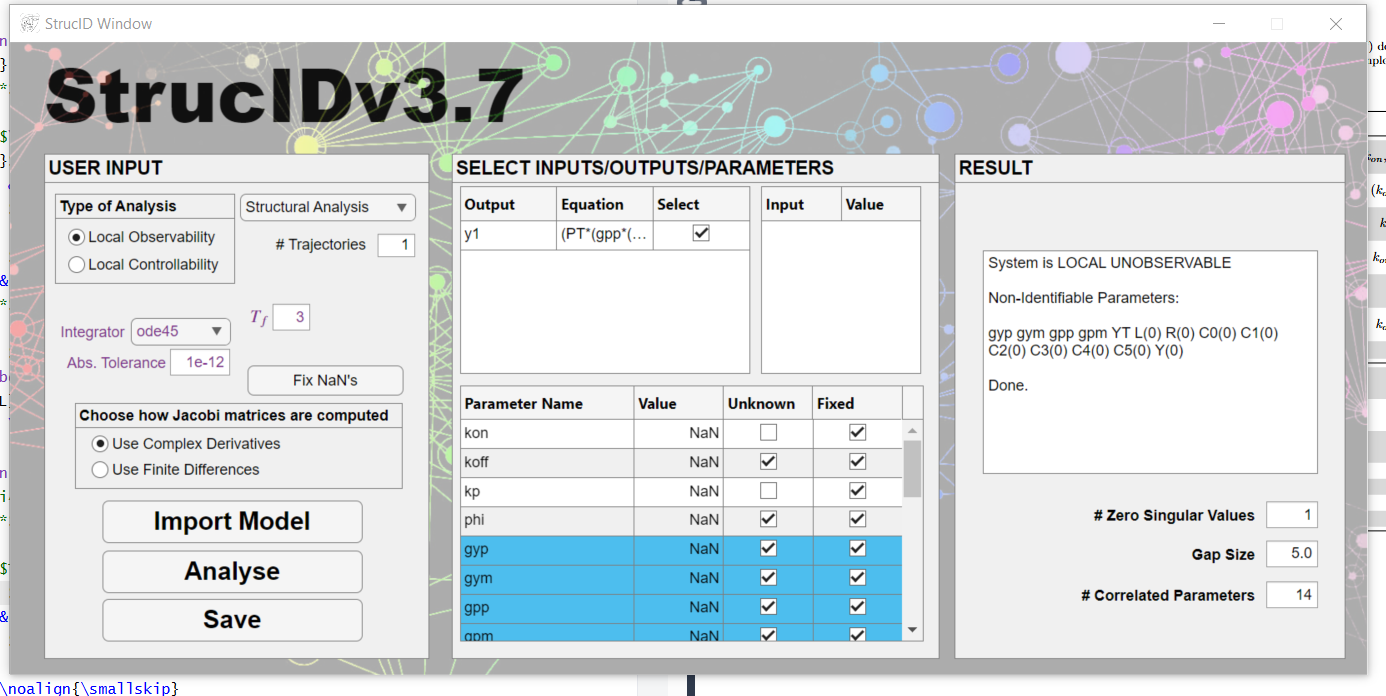 StrucID Window
StrucIDv3.7
USER INPUT
Type of Analysis
Local Observability
Local Controllability
Structural Analysis
# Trajectories 1
Integrator ode45
Tf 3
Abs. Tolerance 1e-12
Fix NaN's
Choose how Jacobi matrices are computed
Use Complex Derivatives
Use Finite Differences
Import Model
Analyse
Save
SELECT INPUTS/OUTPUTS/PARAMETERS
Output Equation Select
y1 (PT*(gpp*(...
Input Value
Parameter Name Value Unknown Fixed
kon NaN
koff NaN
kp NaN
phi NaN
gyp NaN
gym NaN
gpp NaN
gpm NaN
RESULT
System is LOCAL UNOBSERVABLE
Non-Identifiable Parameters:
gyp gym gpp gpm YT L(0) R(0) C0(0) C1(0)
C2(0) C3(0) C4(0) C5(0) Y(0)
Done.
# Zero Singular Values 1
Gap Size 5.0
# Correlated Parameters 14
\noalign{\smallskip}